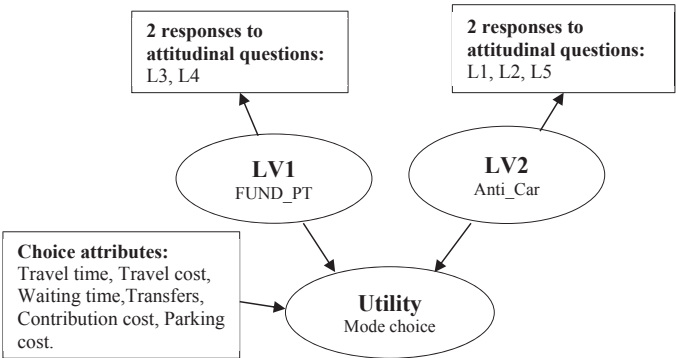 2 responses to
attitudinal questions:
L3, L4
2 responses to
attitudinal questions:
L1, L2, L5
LV1
FUND_PT
LV2
Anti_Car
Choice attributes:
Travel time, Travel cost,
Waiting time,Transfers,
Contribution cost, Parking
cost.
Utility
Mode choice